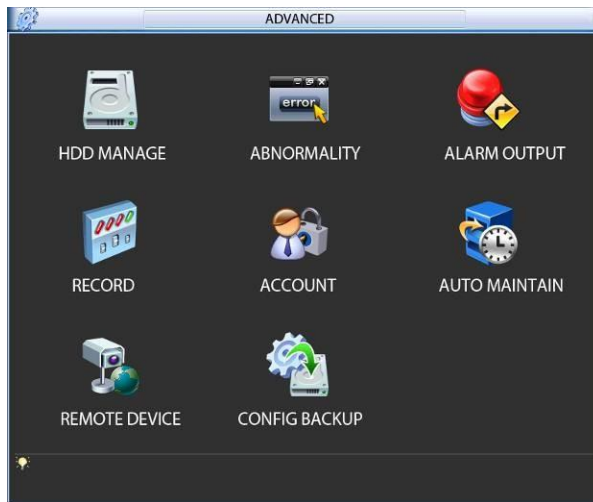 ADVANCED
error
HDD MANAGE
ABNORMALITY
ALARM OUTPUT
RECORD
ACCOUNT
AUTO MAINTAIN
REMOTE DEVICE
CONFIG BACKUP